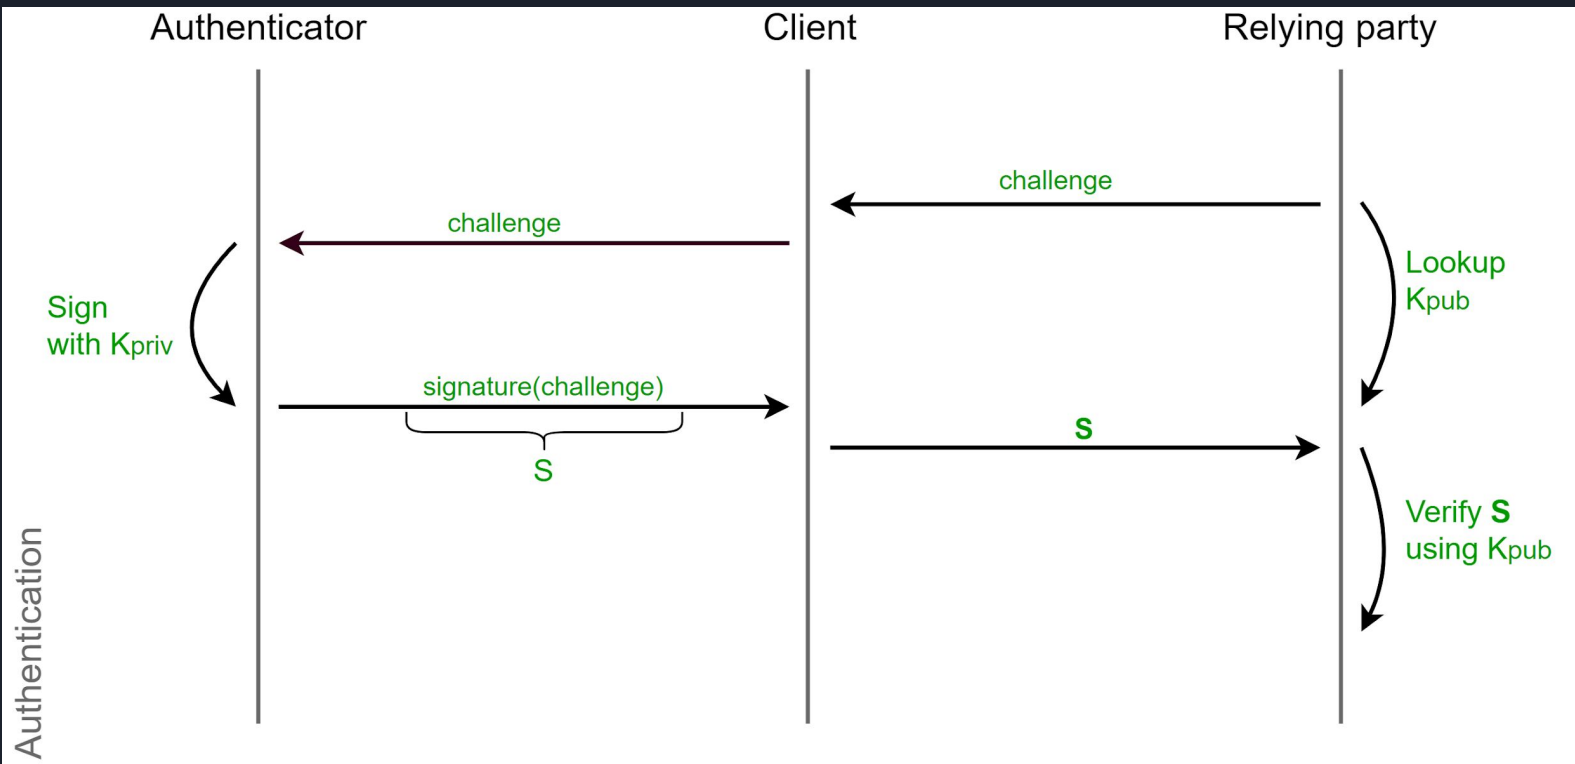 Authenticator
Client
Relying party
challenge
challenge
Lookup
Kpub
Sign
with Kpriv
signature(challenge)
S
S
Verify S
using Kpub
Authentication